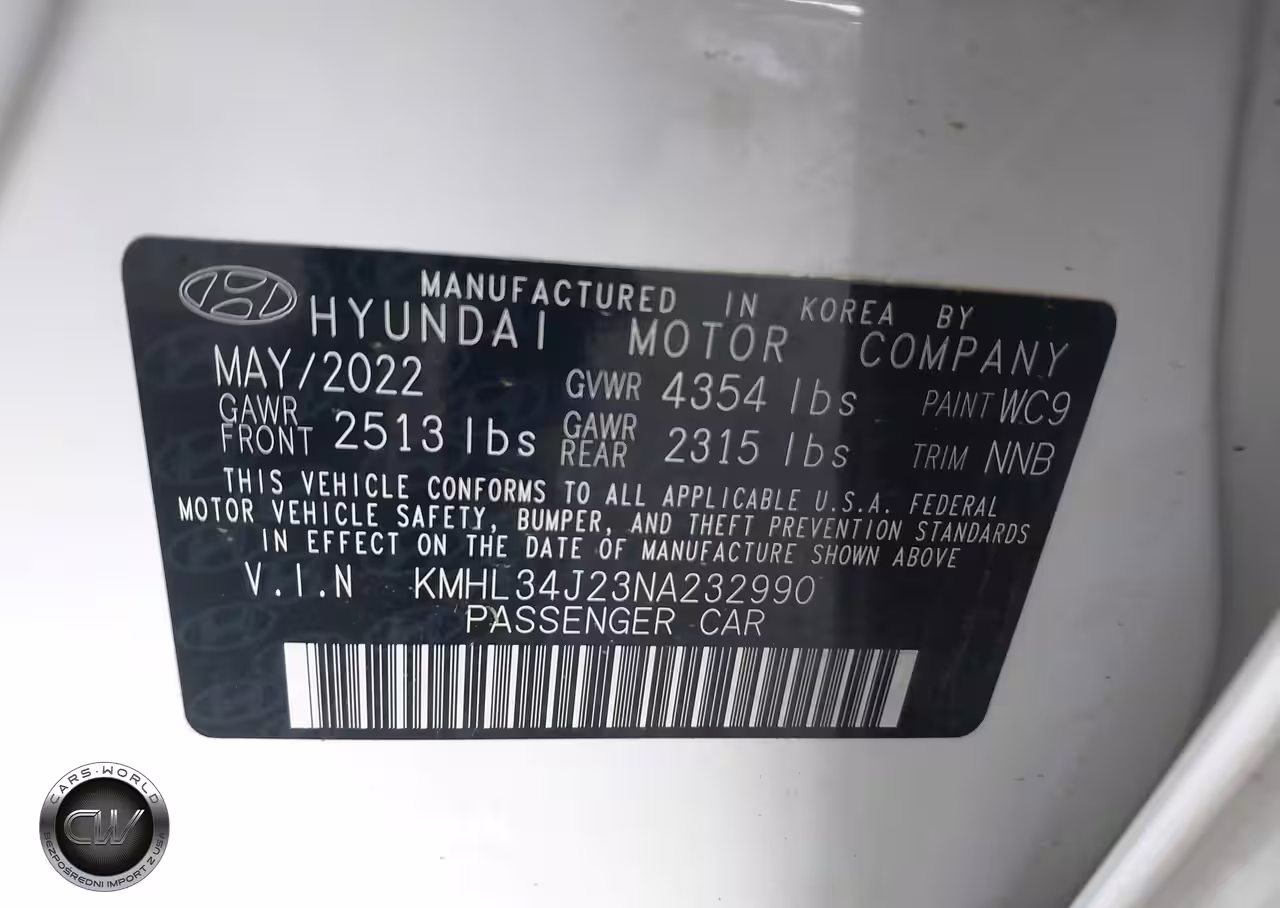 MANUFACTURED IN KOREA BY
HYUNDAI MOTOR COMPANY
MAY/2022 GVWR 4354 lbs PAINT WC9
GAWR FRONT 2513 lbs GAWR REAR 2315 lbs TRIM NNB
THIS VEHICLE CONFORMS TO ALL APPLICABLE U.S.A. FEDERAL
MOTOR VEHICLE SAFETY, BUMPER, AND THEFT PREVENTION STANDARDS
IN EFFECT ON THE DATE OF MANUFACTURE SHOWN ABOVE
V.I.N KMHL34J23NA232990
PASSENGER CAR
CARS-WORLD
CW
BEZPOŚREDNI IMPORT Z USA